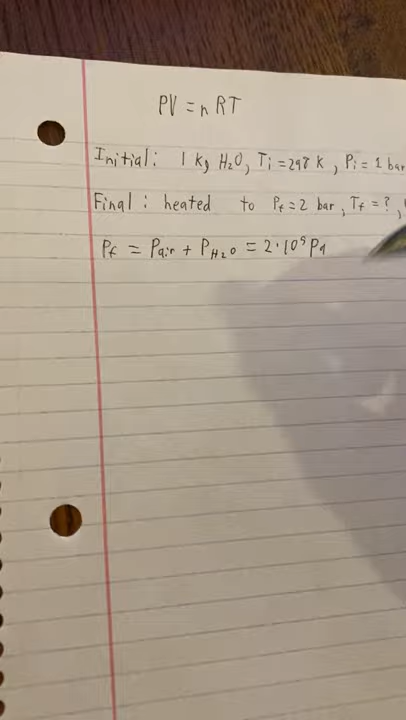 PV = nRT
Initial: 1 kg H₂O, Tᵢ = 298 K, Pᵢ = 1 bar
Final: heated to P_f = 2 bar, T_f = ?,
P_f = P_air + P_H₂O = 2·10⁵ Pa